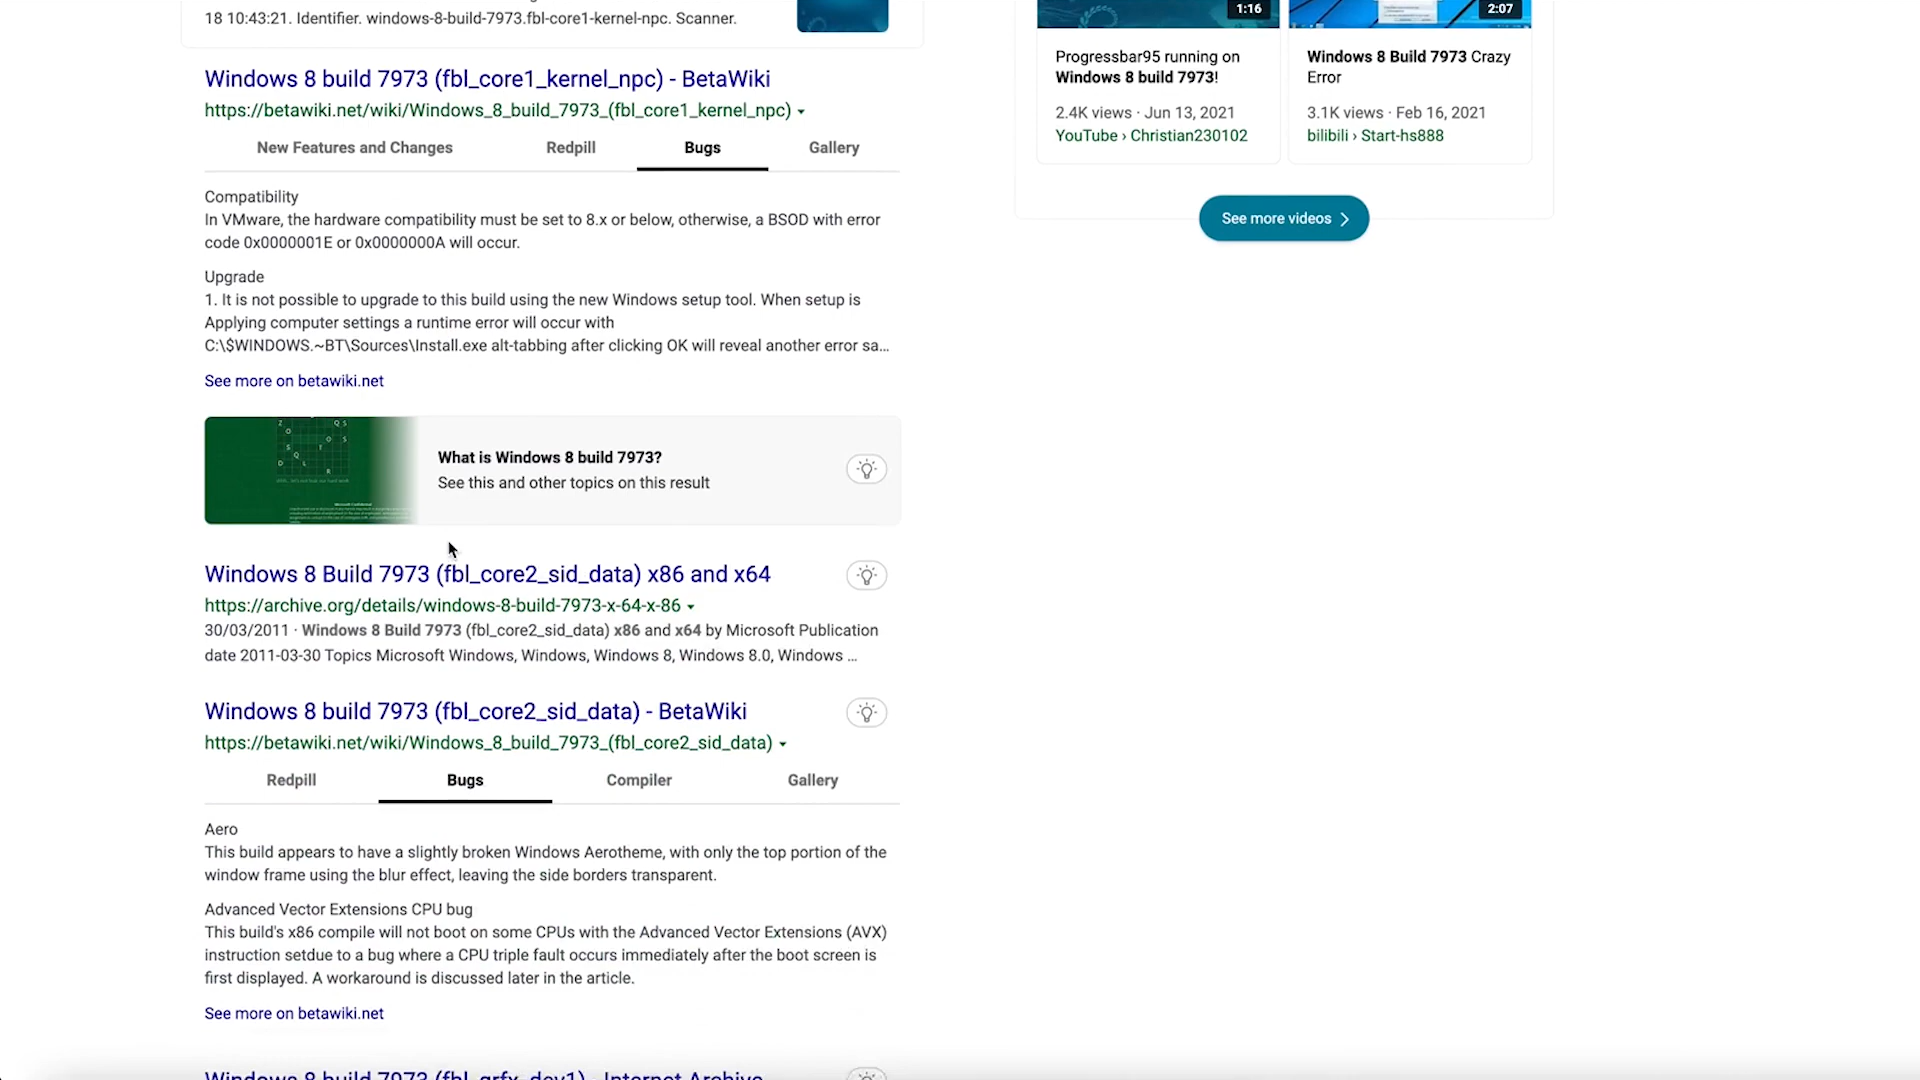 18 10:43:21. Identifier. windows-8-build-7973.fbl-core1-kernel-npc. Scanner.
Windows 8 build 7973 (fbl_core1_kernel_npc) - BetaWiki
https://betawiki.net/wiki/Windows_8_build_7973_(fbl_core1_kernel_npc)
New Features and Changes Redpill Bugs Gallery
Compatibility
In VMware, the hardware compatibility must be set to 8.x or below, otherwise, a BSOD with error
code 0x0000001E or 0x0000000A will occur.
Upgrade
1. It is not possible to upgrade to this build using the new Windows setup tool. When setup is
Applying computer settings a runtime error will occur with
C:\$WINDOWS.~BT\Sources\Install.exe alt-tabbing after clicking OK will reveal another error sa...
See more on betawiki.net
What is Windows 8 build 7973?
See this and other topics on this result
Windows 8 Build 7973 (fbl_core2_sid_data) x86 and x64
https://archive.org/details/windows-8-build-7973-x-64-x-86
30/03/2011 · Windows 8 Build 7973 (fbl_core2_sid_data) x86 and x64 by Microsoft Publication
date 2011-03-30 Topics Microsoft Windows, Windows, Windows 8, Windows 8.0, Windows ...
Windows 8 build 7973 (fbl_core2_sid_data) - BetaWiki
https://betawiki.net/wiki/Windows_8_build_7973_(fbl_core2_sid_data)
Redpill Bugs Compiler Gallery
Aero
This build appears to have a slightly broken Windows Aerotheme, with only the top portion of the
window frame using the blur effect, leaving the side borders transparent.
Advanced Vector Extensions CPU bug
This build's x86 compile will not boot on some CPUs with the Advanced Vector Extensions (AVX)
instruction setdue to a bug where a CPU triple fault occurs immediately after the boot screen is
first displayed. A workaround is discussed later in the article.
See more on betawiki.net
Windows 8 build 7973 (fbl_grfx_dev1) - Internet Archive
1:16
Progressbar95 running on
Windows 8 build 7973!
2.4K views · Jun 13, 2021
YouTube › Christian230102
2:07
Windows 8 Build 7973 Crazy
Error
3.1K views · Feb 16, 2021
bilibili › Start-hs888
See more videos